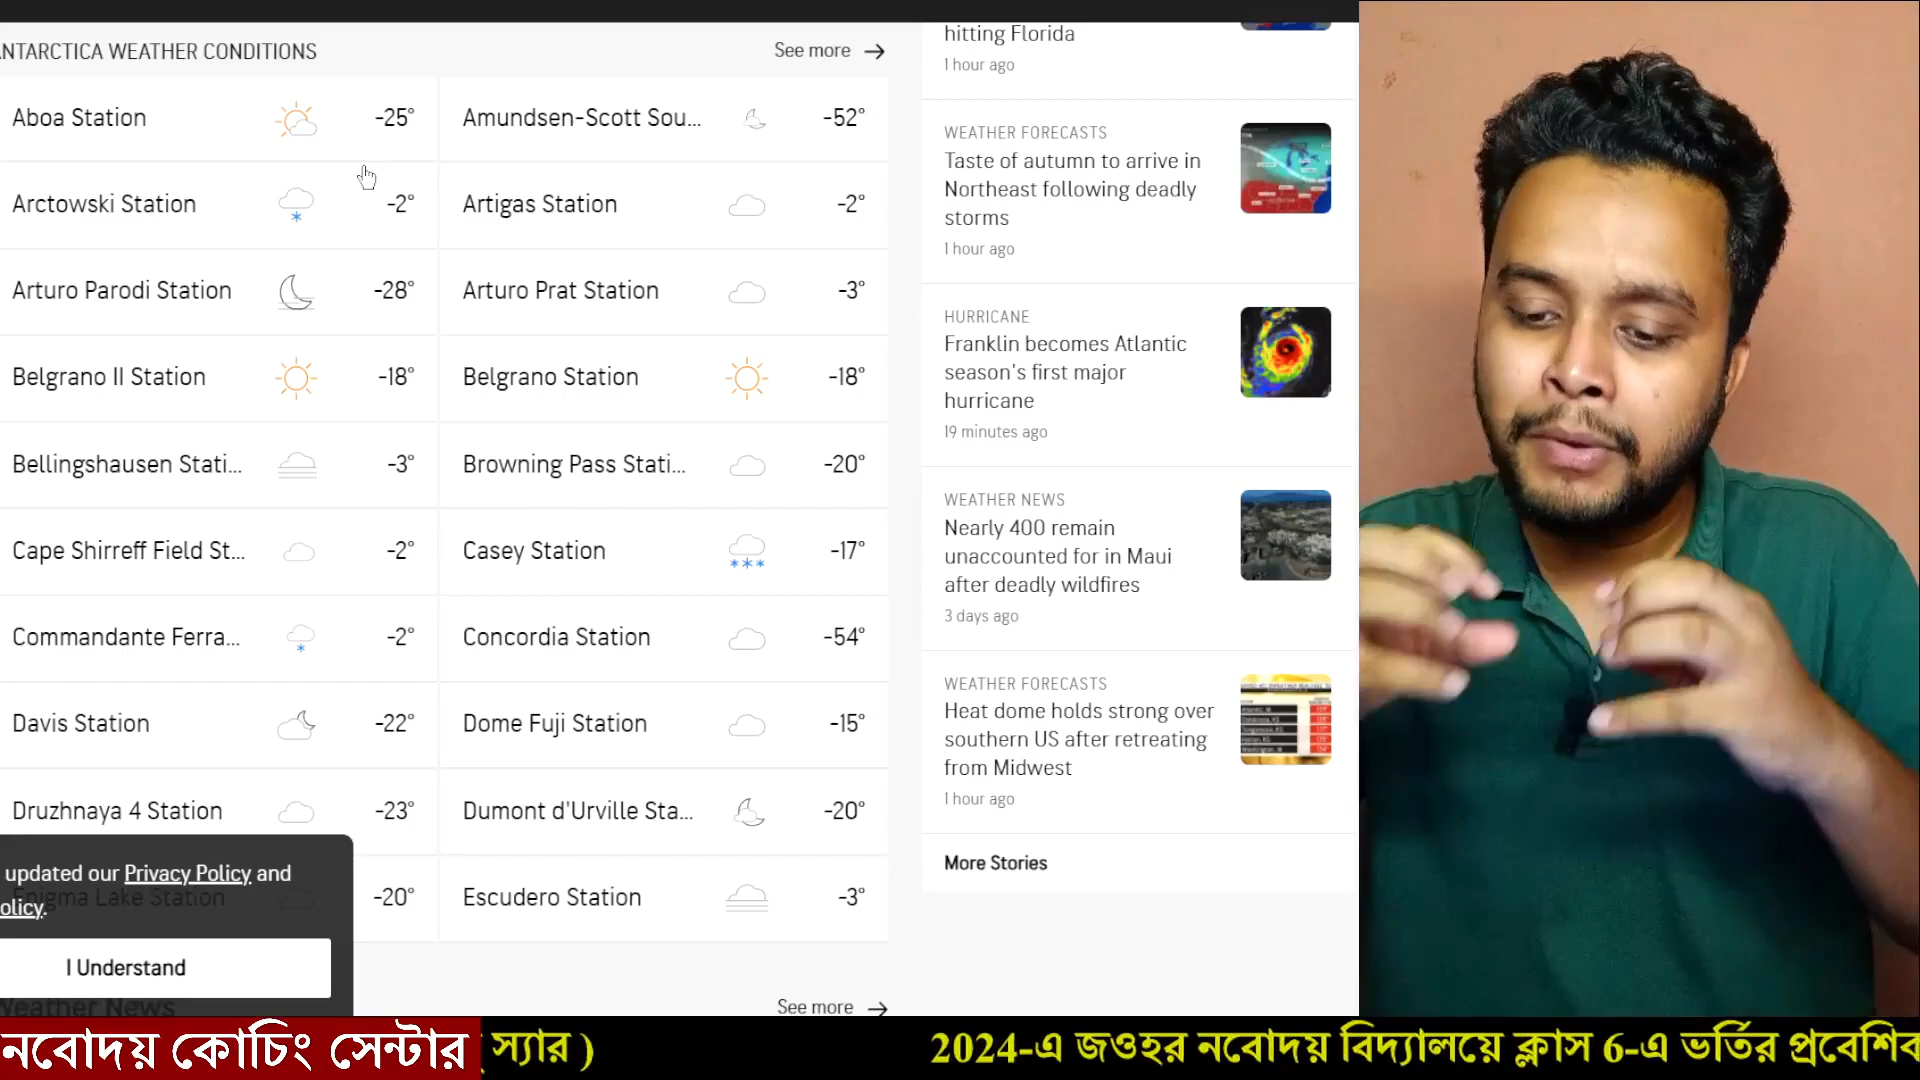 ANTARCTICA WEATHER CONDITIONS
See more
Aboa Station -25°
Amundsen-Scott Sou... -52°
Arctowski Station -2°
Artigas Station -2°
Arturo Parodi Station -28°
Arturo Prat Station -3°
Belgrano II Station -18°
Belgrano Station -18°
Bellingshausen Stati... -3°
Browning Pass Stati... -20°
Cape Shirreff Field St... -2°
Casey Station -17°
Commandante Ferra... -2°
Concordia Station -54°
Davis Station -22°
Dome Fuji Station -15°
Druzhnaya 4 Station -23°
Dumont d'Urville Sta... -20°
Enigma Lake Station -20°
Escudero Station -3°
updated our Privacy Policy and
olicy.
I Understand
Weather News
See more
hitting Florida
1 hour ago
WEATHER FORECASTS
Taste of autumn to arrive in
Northeast following deadly
storms
1 hour ago
HURRICANE
Franklin becomes Atlantic
season's first major
hurricane
19 minutes ago
WEATHER NEWS
Nearly 400 remain
unaccounted for in Maui
after deadly wildfires
3 days ago
WEATHER FORECASTS
Heat dome holds strong over
southern US after retreating
from Midwest
1 hour ago
More Stories
নবোদয় কোচিং সেন্টার স্যার ) 2024-এ জওহর নবোদয় বিদ্যালয়ে ক্লাস 6-এ ভর্তির প্রবেশিক